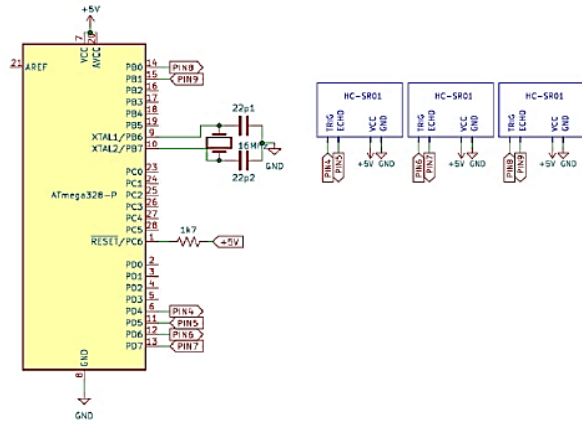 +5V
7
20
VCC
AVCC
21 AREF
PB0 14 PIN8
PB1 15 PIN9
PB2 16
PB3 17
PB4 18
PB5 19
XTAL1/PB6 9
XTAL2/PB7 10
22p1
16M
22p2
GND
PC0 23
PC1 24
ATmega328-P PC2 25
PC3 26
PC4 27
PC5 28
RESET/PC6 1 1k7 +5V
PD0 2
PD1 3
PD2 4
PD3 5
PD4 6 PIN4
PD5 11 PIN5
PD6 12 PIN6
PD7 13 PIN7
GND
8
GND
HC-SR01 HC-SR01 HC-SR01
TRIG ECHO VCC GND TRIG ECHO VCC GND TRIG ECHO VCC GND
PIN4 PIN5 +5V GND PIN6 PIN7 +5V GND PIN8 PIN9 +5V GND